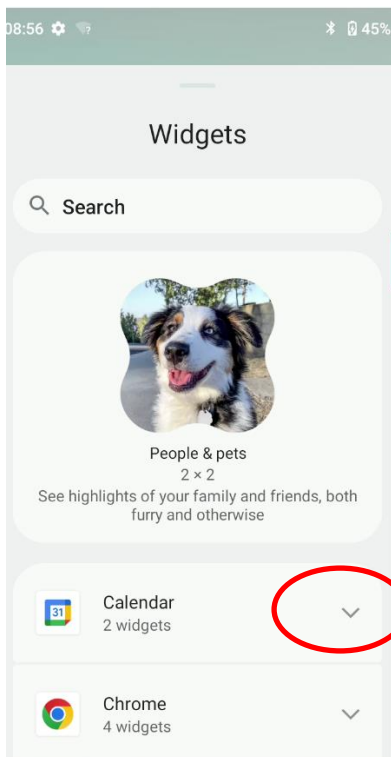 08:56 45%
Widgets
Search
People & pets
2 × 2
See highlights of your family and friends, both
furry and otherwise
31
Calendar
2 widgets
Chrome
4 widgets